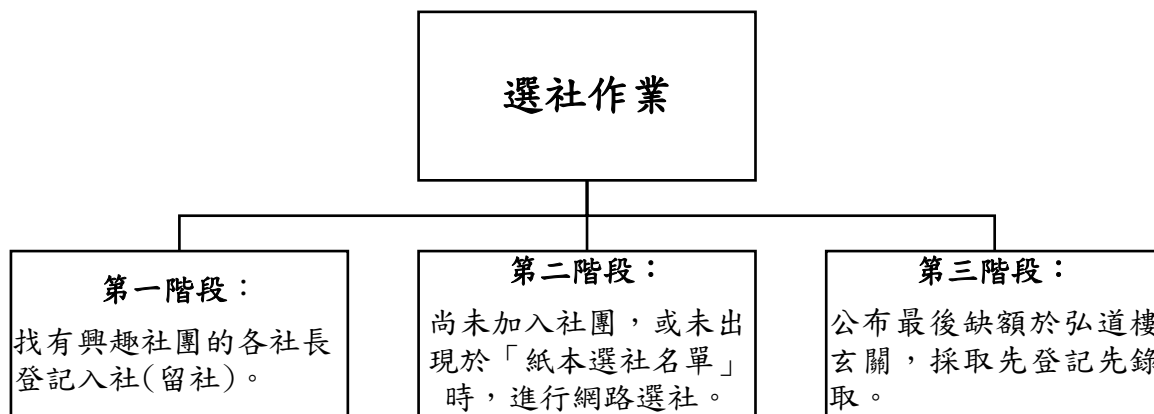 選社作業
第一階段：
找有興趣社團的各社長
登記入社(留社)。
第二階段：
尚未加入社團，或未出
現於「紙本選社名單」
時，進行網路選社。
第三階段：
公布最後缺額於弘道樓
玄關，採取先登記先錄
取。